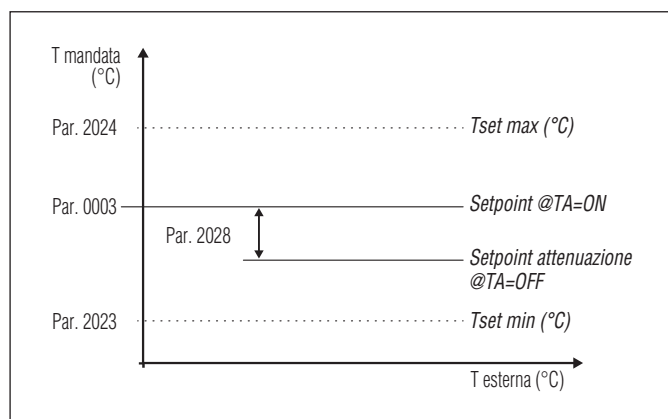 T mandata
(°C)
Par. 2024
Tset max (°C)
Par. 0003
Setpoint @TA=ON
Par. 2028
Setpoint attenuazione
@TA=OFF
Par. 2023
Tset min (°C)
T esterna (°C)